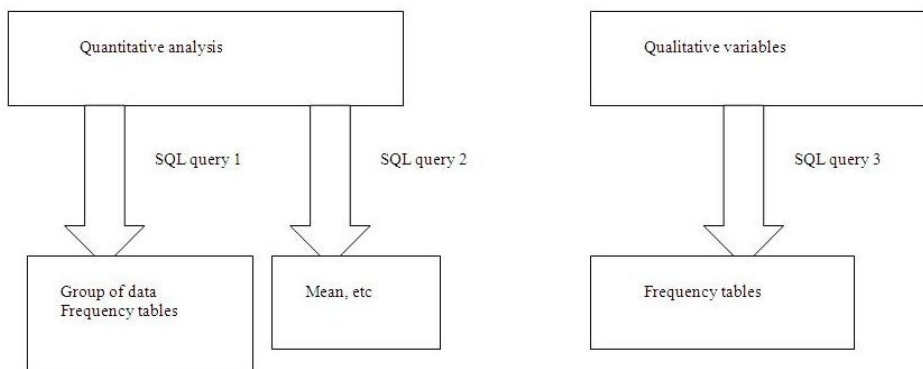 Quantitative analysis
Qualitative variables
SQL query 1
SQL query 2
SQL query 3
Group of data
Frequency tables
Mean, etc
Frequency tables